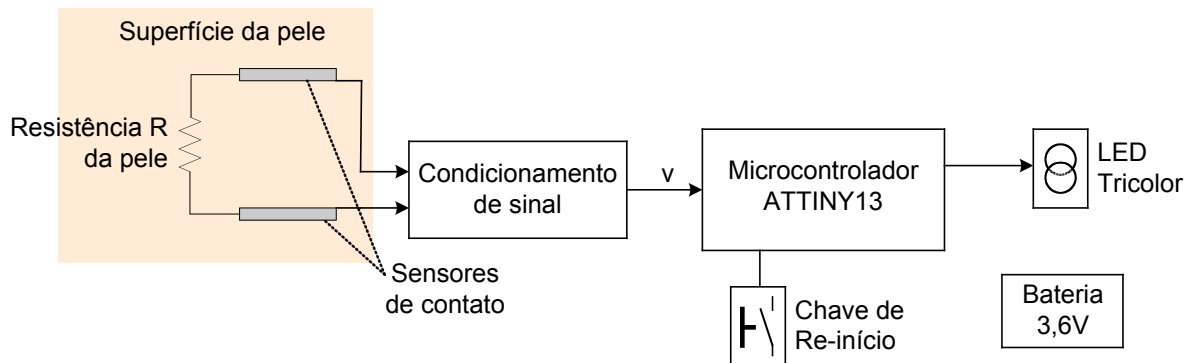 Superfície da pele
Resistência R
da pele
Condicionamento
de sinal
v
Microcontrolador
ATTINY13
LED
Tricolor
Sensores
de contato
Chave de
Re-início
Bateria
3,6V